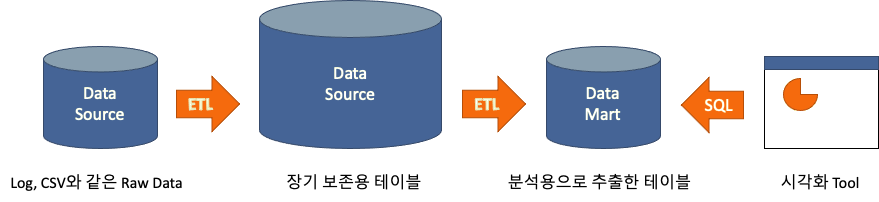 Data
Source
ETL
Data
Source
ETL
Data
Mart
SQL
Log, CSV와 같은 Raw Data
장기 보존용 테이블
분석용으로 추출한 테이블
시각화 Tool